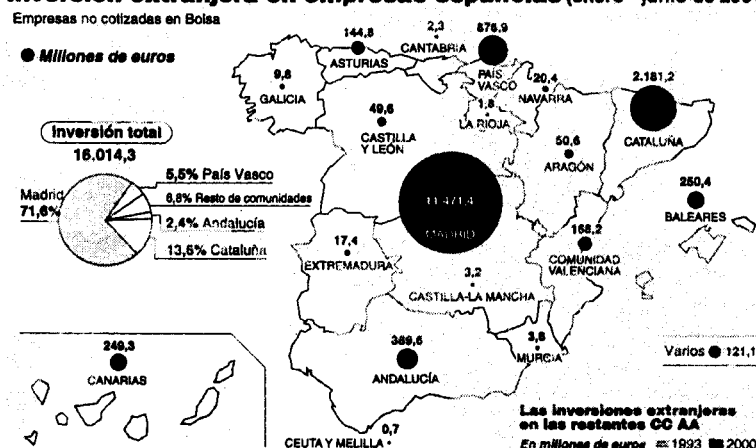 Inversión extranjera en empresas españolas (enero - junio de
Empresas no cotizadas en Bolsa
Millones de euros
Inversión total
16.014,3
Madrid
71,6%
5,5% País Vasco
6,8% Resto de comunidades
2,4% Andalucía
13,6% Cataluña
9,8
GALICIA
144,8
ASTURIAS
2,3
CANTABRIA
876,9
PAÍS
VASCO
20,4
NAVARRA
1,8
LA RIOJA
2.181,2
CATALUÑA
49,6
CASTILLA
Y LEÓN
50,6
ARAGÓN
11.471,4
MADRID
250,4
BALEARES
168,2
COMUNIDAD
VALENCIANA
17,4
EXTREMADURA
3,2
CASTILLA-LA MANCHA
389,6
ANDALUCÍA
3,8
MURCIA
Varios 121,1
249,3
CANARIAS
0,7
CEUTA Y MELILLA
Las inversiones extranjeras
en las restantes CC AA
En millones de euros 1993 2000